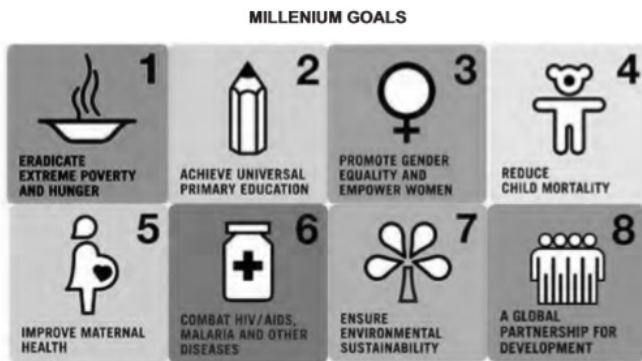 MILLENIUM GOALS
1
ERADICATE
EXTREME POVERTY
AND HUNGER
2
ACHIEVE UNIVERSAL
PRIMARY EDUCATION
3
PROMOTE GENDER
EQUALITY AND
EMPOWER WOMEN
4
REDUCE
CHILD MORTALITY
5
IMPROVE MATERNAL
HEALTH
6
COMBAT HIV/AIDS,
MALARIA AND OTHER
DISEASES
7
ENSURE
ENVIRONMENTAL
SUSTAINABILITY
8
A GLOBAL
PARTNERSHIP FOR
DEVELOPMENT